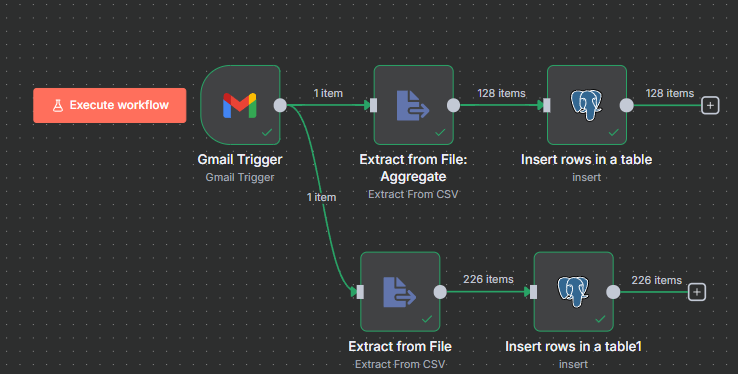 Execute workflow
1 item
128 items
128 items
Gmail Trigger
Gmail Trigger
Extract from File:
Aggregate
Extract From CSV
Insert rows in a table
insert
1 item
226 items
226 items
Extract from File
Extract From CSV
Insert rows in a table1
insert